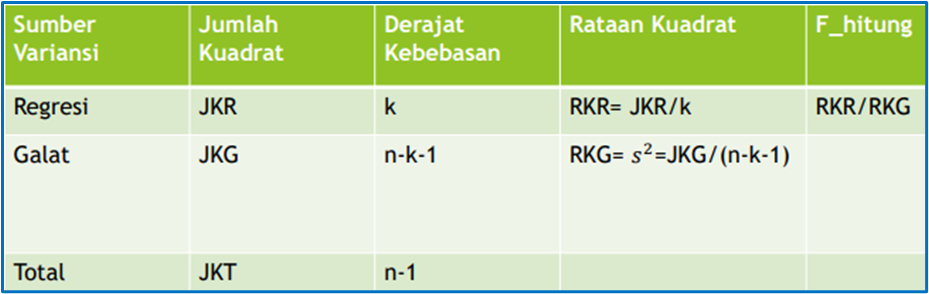 Sumber Variansi Jumlah Kuadrat Derajat Kebebasan Rataan Kuadrat F_hitung
Regresi JKR k RKR= JKR/k RKR/RKG
Galat JKG n-k-1 RKG= 𝑠²=JKG/(n-k-1)
Total JKT n-1